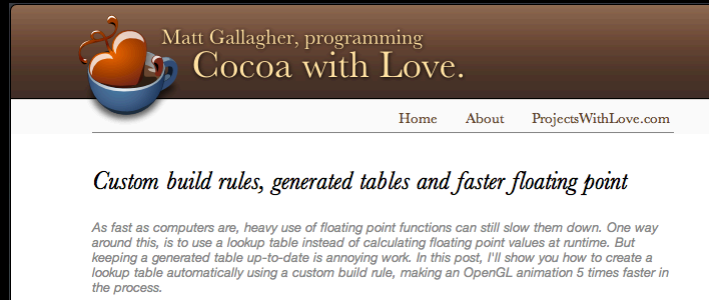 Matt Gallagher, programming
Cocoa with Love.
Home About ProjectsWithLove.com
Custom build rules, generated tables and faster floating point
As fast as computers are, heavy use of floating point functions can still slow them down. One way
around this, is to use a lookup table instead of calculating floating point values at runtime. But
keeping a generated table up-to-date is annoying work. In this post, I'll show you how to create a
lookup table automatically using a custom build rule, making an OpenGL animation 5 times faster in
the process.